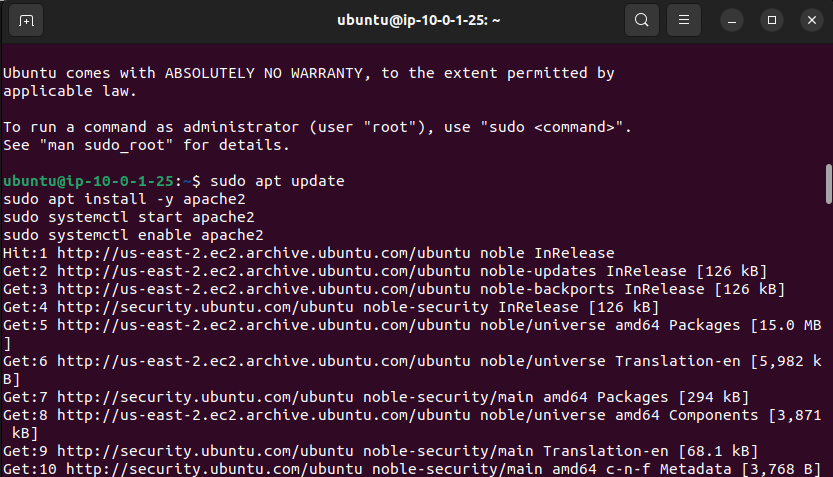 ubuntu@ip-10-0-1-25: ~
Ubuntu comes with ABSOLUTELY NO WARRANTY, to the extent permitted by
applicable law.
To run a command as administrator (user "root"), use "sudo <command>".
See "man sudo_root" for details.
ubuntu@ip-10-0-1-25:~$ sudo apt update
sudo apt install -y apache2
sudo systemctl start apache2
sudo systemctl enable apache2
Hit:1 http://us-east-2.ec2.archive.ubuntu.com/ubuntu noble InRelease
Get:2 http://us-east-2.ec2.archive.ubuntu.com/ubuntu noble-updates InRelease [126 kB]
Get:3 http://us-east-2.ec2.archive.ubuntu.com/ubuntu noble-backports InRelease [126 kB]
Get:4 http://security.ubuntu.com/ubuntu noble-security InRelease [126 kB]
Get:5 http://us-east-2.ec2.archive.ubuntu.com/ubuntu noble/universe amd64 Packages [15.0 MB
]
Get:6 http://us-east-2.ec2.archive.ubuntu.com/ubuntu noble/universe Translation-en [5,982 k
B]
Get:7 http://security.ubuntu.com/ubuntu noble-security/main amd64 Packages [294 kB]
Get:8 http://us-east-2.ec2.archive.ubuntu.com/ubuntu noble/universe amd64 Components [3,871
 kB]
Get:9 http://security.ubuntu.com/ubuntu noble-security/main Translation-en [68.1 kB]
Get:10 http://security.ubuntu.com/ubuntu noble-security/main amd64 c-n-f Metadata [3,768 B]